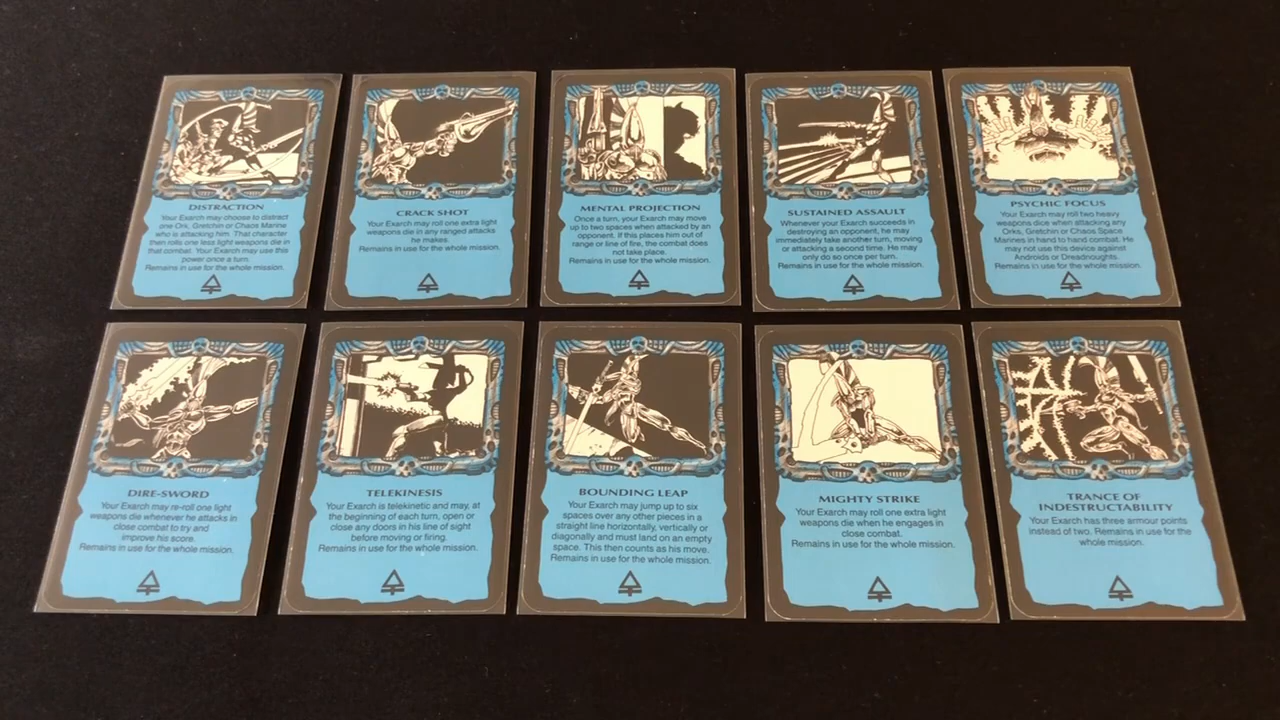 DISTRACTION
Your Exarch may choose to distract
one Ork, Gretchin or Chaos Marine
who is attacking him. That character
then rolls one less light weapons die in
that combat. Your Exarch may use this
power once a turn.
Remains in use for the whole mission.
CRACK SHOT
Your Exarch may roll one extra light
weapons die in any ranged attacks
he makes.
Remains in use for the whole mission.
MENTAL PROJECTION
Once a turn, your Exarch may move
up to two spaces when attacked by an
opponent. If this places him out of
range or line of fire, the combat does
not take place.
Remains in use for the whole mission.
SUSTAINED ASSAULT
Whenever your Exarch succeeds in
destroying an opponent, he may
immediately take another turn, moving
or attacking a second time. He may
only do so once per turn.
Remains in use for the whole mission.
PSYCHIC FOCUS
Your Exarch may roll two heavy
weapons dice when attacking any
Orks, Gretchin or Chaos Space
Marines in hand to hand combat. He
may not use this device against
Androids or Dreadnoughts.
Remains in use for the whole mission.
DIRE-SWORD
Your Exarch may re-roll one light
weapons die whenever he attacks in
close combat to try and
improve his score.
Remains in use for the whole mission.
TELEKINESIS
Your Exarch is telekinetic and may, at
the beginning of each turn, open or
close any doors in his line of sight
before moving or firing.
Remains in use for the whole mission.
BOUNDING LEAP
Your Exarch may jump up to six
spaces over any other pieces in a
straight line horizontally, vertically or
diagonally and must land on an empty
space. This then counts as his move.
Remains in use for the whole mission.
MIGHTY STRIKE
Your Exarch may roll one extra light
weapons die when he engages in
close combat.
Remains in use for the whole mission.
TRANCE OF
INDESTRUCTABILITY
Your Exarch has three armour points
instead of two. Remains in use for the
whole mission.